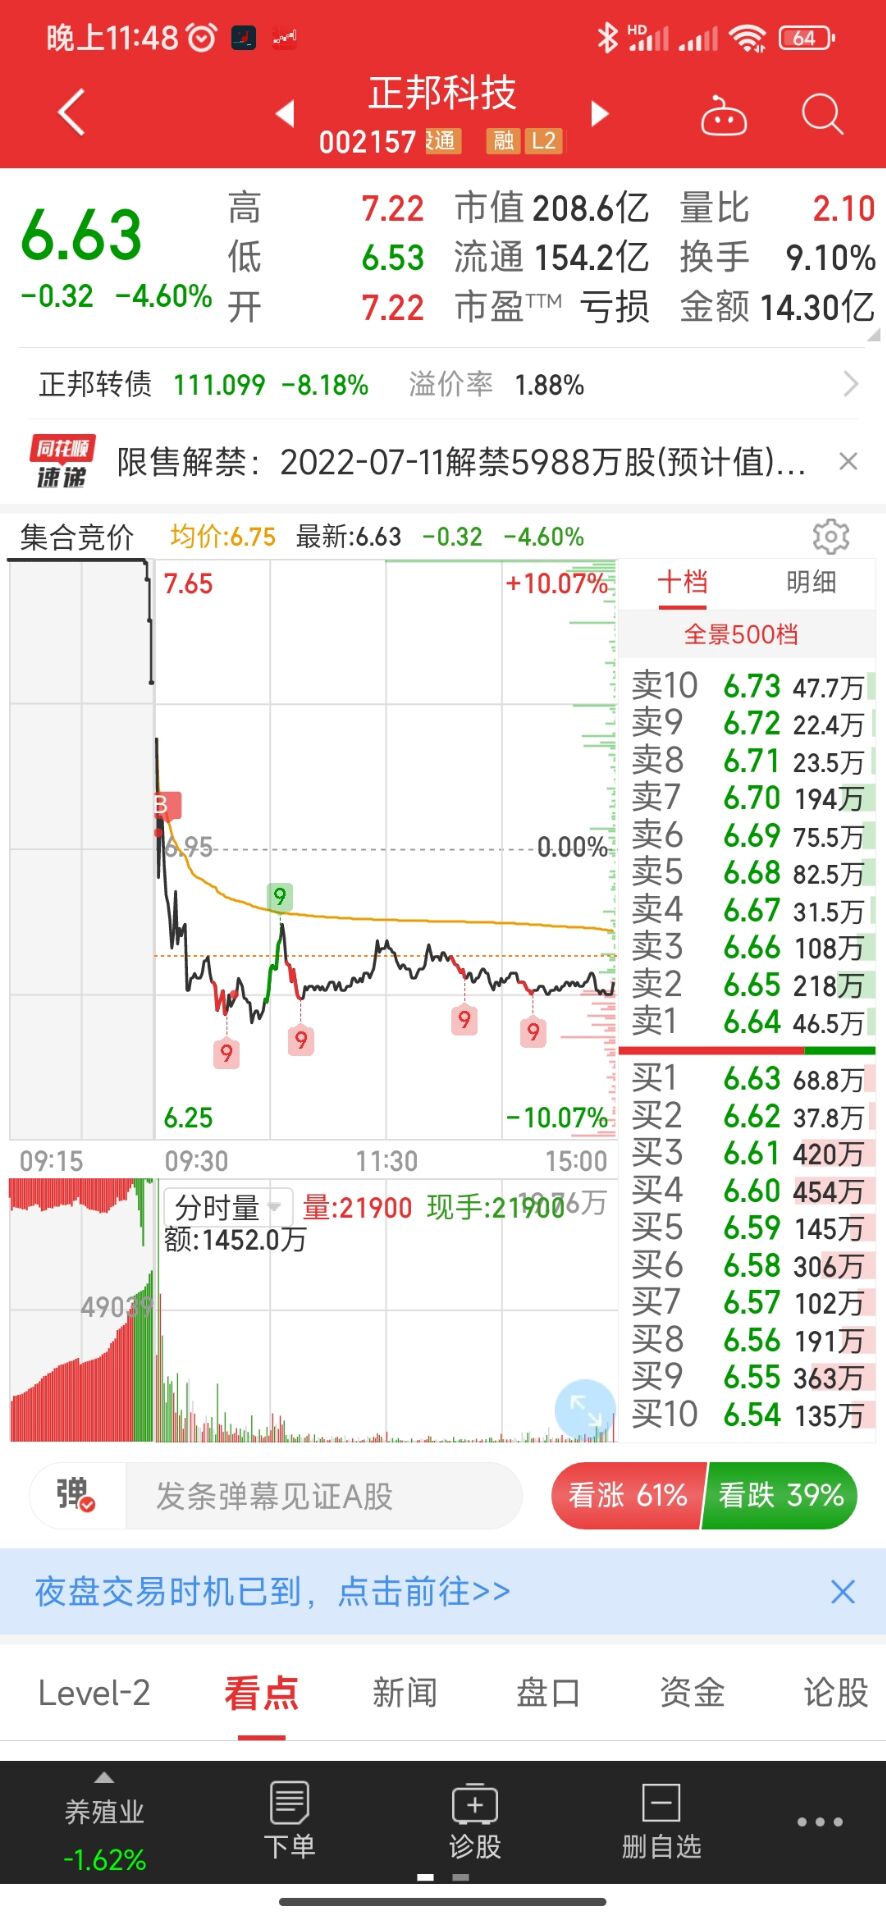 晚上11:48
HD
64
正邦科技
002157 通 融 L2
6.63
-0.32 -4.60%
高 7.22 市值 208.6亿 量比 2.10
低 6.53 流通 154.2亿 换手 9.10%
开 7.22 市盈TTM 亏损 金额 14.30亿
正邦转债 111.099 -8.18% 溢价率 1.88%
同花顺
速递
限售解禁：2022-07-11解禁5988万股(预计值)...
集合竞价 均价:6.75 最新:6.63 -0.32 -4.60%
7.65 +10.07%
B
6.95 0.00%
9
9
9
9
9
6.25 -10.07%
09:15 09:30 11:30 15:00
分时量 量:21900 现手:21900
额:1452.0万
49039
十档 明细
全景500档
卖10 6.73 47.7万
卖9 6.72 22.4万
卖8 6.71 23.5万
卖7 6.70 194万
卖6 6.69 75.5万
卖5 6.68 82.5万
卖4 6.67 31.5万
卖3 6.66 108万
卖2 6.65 218万
卖1 6.64 46.5万
买1 6.63 68.8万
买2 6.62 37.8万
买3 6.61 420万
买4 6.60 454万
买5 6.59 145万
买6 6.58 306万
买7 6.57 102万
买8 6.56 191万
买9 6.55 363万
买10 6.54 135万
弹 发条弹幕见证A股 看涨 61% 看跌 39%
夜盘交易时机已到，点击前往>>
Level-2 看点 新闻 盘口 资金 论股
养殖业
-1.62%
下单 诊股 删自选